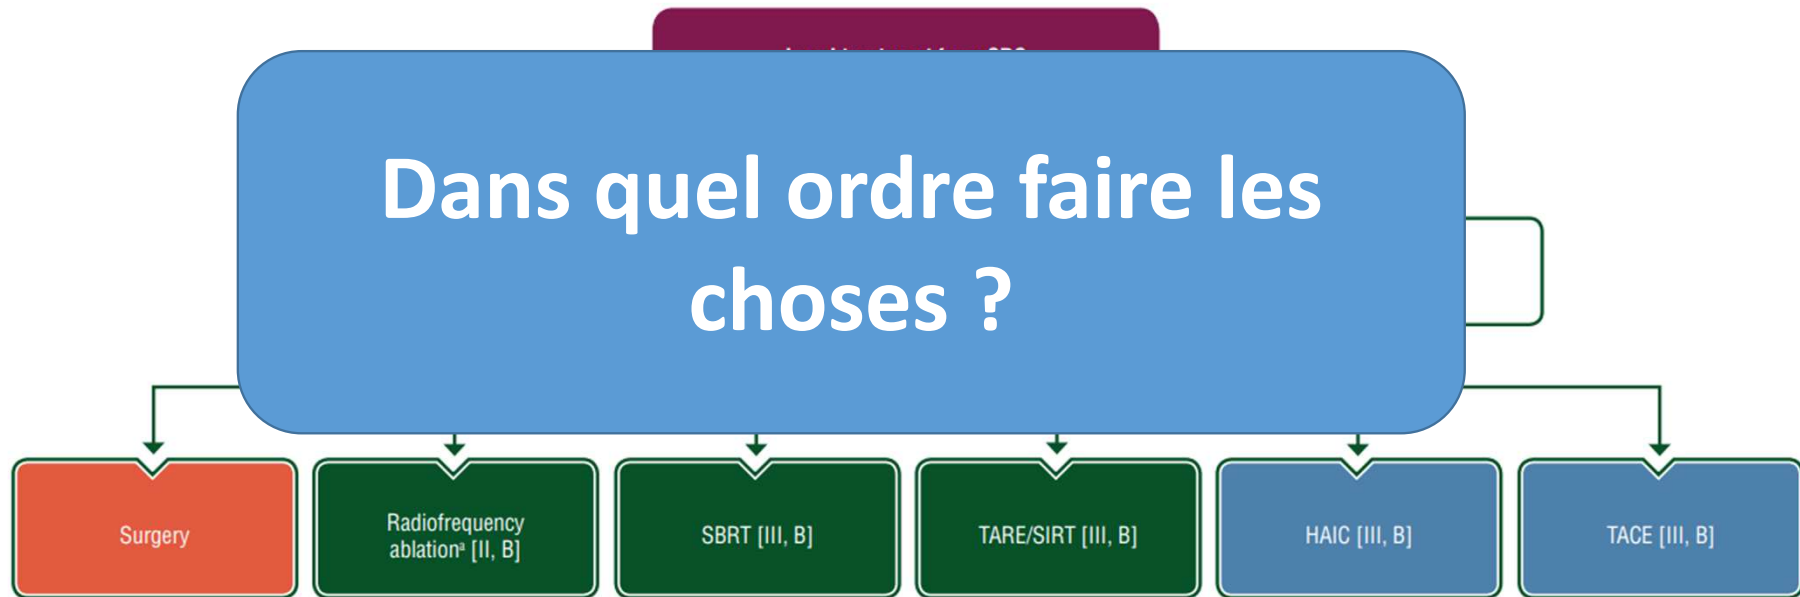 Dans quel ordre faire les
choses ?
Surgery
Radiofrequency
ablationᵃ [II, B]
SBRT [III, B]
TARE/SIRT [III, B]
HAIC [III, B]
TACE [III, B]